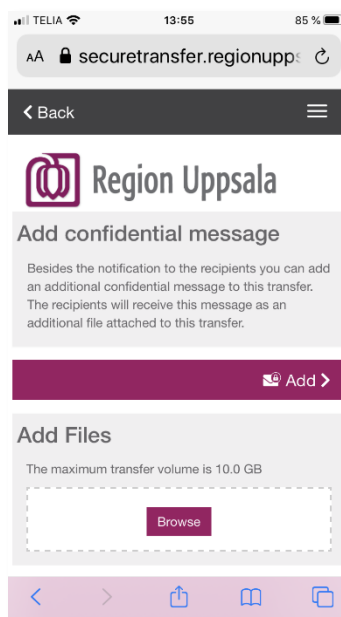 TELIA 13:55 85 %
AA securetransfer.regionupps
Back
Region Uppsala
Add confidential message
Besides the notification to the recipients you can add
an additional confidential message to this transfer.
The recipients will receive this message as an
additional file attached to this transfer.
Add
Add Files
The maximum transfer volume is 10.0 GB
Browse